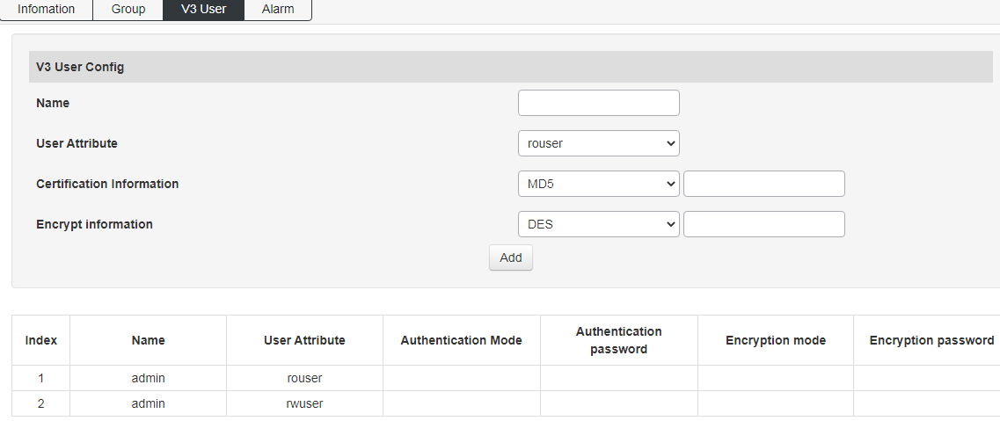 Infomation Group V3 User Alarm
V3 User Config
Name
User Attribute rouser
Certification Information MD5
Encrypt information DES
Add
Index Name User Attribute Authentication Mode Authentication password Encryption mode Encryption password
1 admin rouser
2 admin rwuser